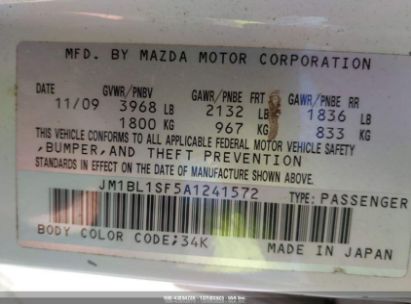 MFD. BY MAZDA MOTOR CORPORATION
DATE GVWR/PNBV GAWR/PNBE FRT GAWR/PNBE RR
11/09 3968 LB 2132 LB 1836 LB
1800 KG 967 KG 833 KG
THIS VEHICLE CONFORMS TO ALL APPLICABLE FEDERAL MOTOR VEHICLE SAFETY
,BUMPER,AND THEFT PREVENTION
STANDARDS IN EFFECT ON THE DATE OF MANUFACTURE SHOWN ABOVE.
JM1BL1SF5A1241572 TYPE: PASSENGER
BODY COLOR CODE;34K MADE IN JAPAN